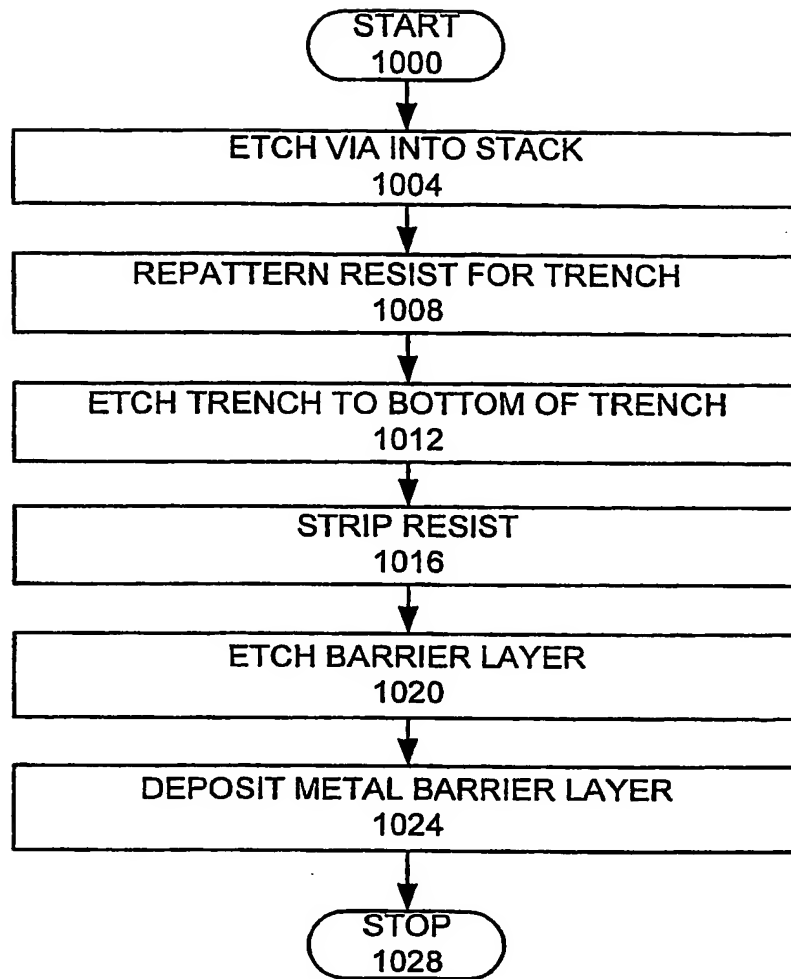 START
1000
ETCH VIA INTO STACK
1004
REPATTERN RESIST FOR TRENCH
1008
ETCH TRENCH TO BOTTOM OF TRENCH
1012
STRIP RESIST
1016
ETCH BARRIER LAYER
1020
DEPOSIT METAL BARRIER LAYER
1024
STOP
1028